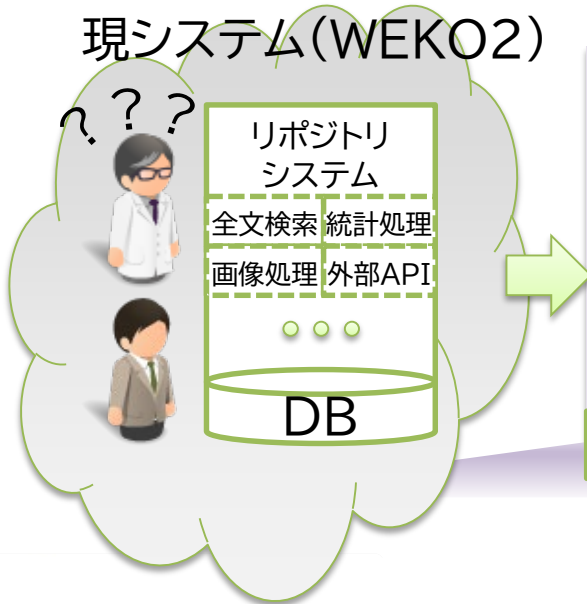 現システム(WEKO2)
? ? ?
リポジトリ
システム
全文検索 統計処理
画像処理 外部API
DB